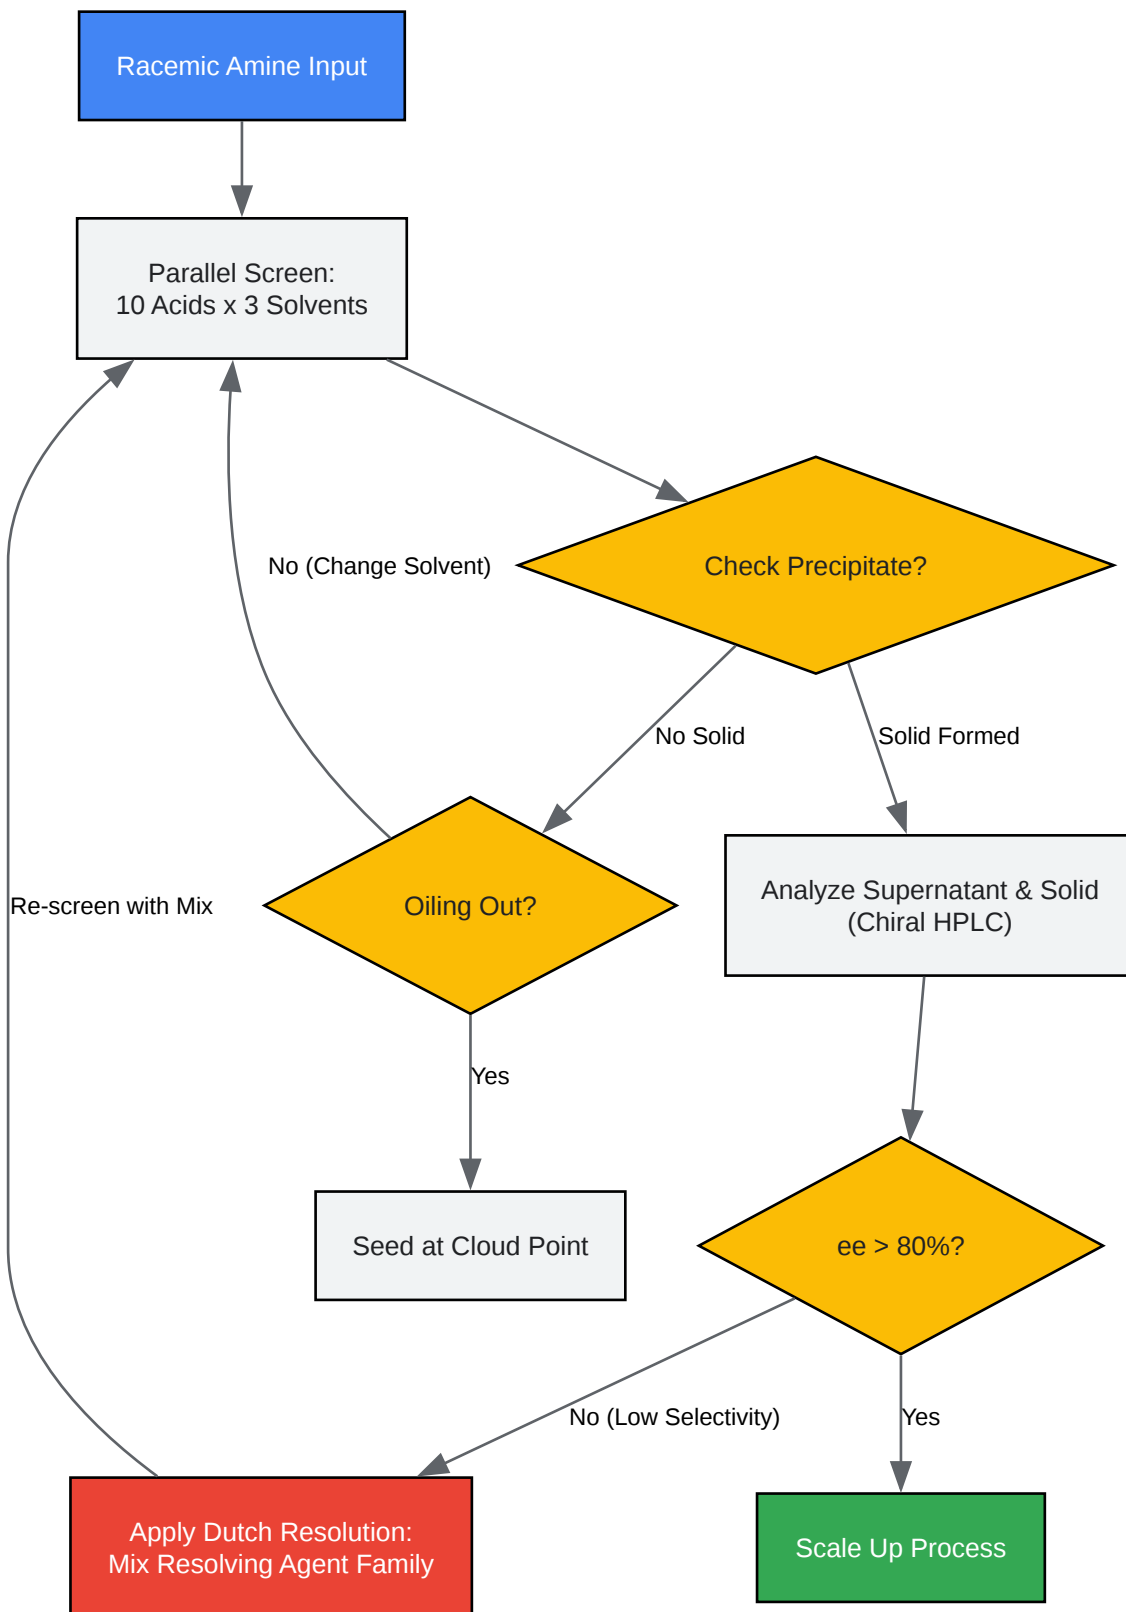 Racemic Amine Input
Parallel Screen:
10 Acids x 3 Solvents
No (Change Solvent)
Check Precipitate?
No Solid
Solid Formed
Re-screen with Mix
Oiling Out?
Analyze Supernatant & Solid
(Chiral HPLC)
Yes
Seed at Cloud Point
ee > 80%?
No (Low Selectivity)
Yes
Apply Dutch Resolution:
Mix Resolving Agent Family
Scale Up Process